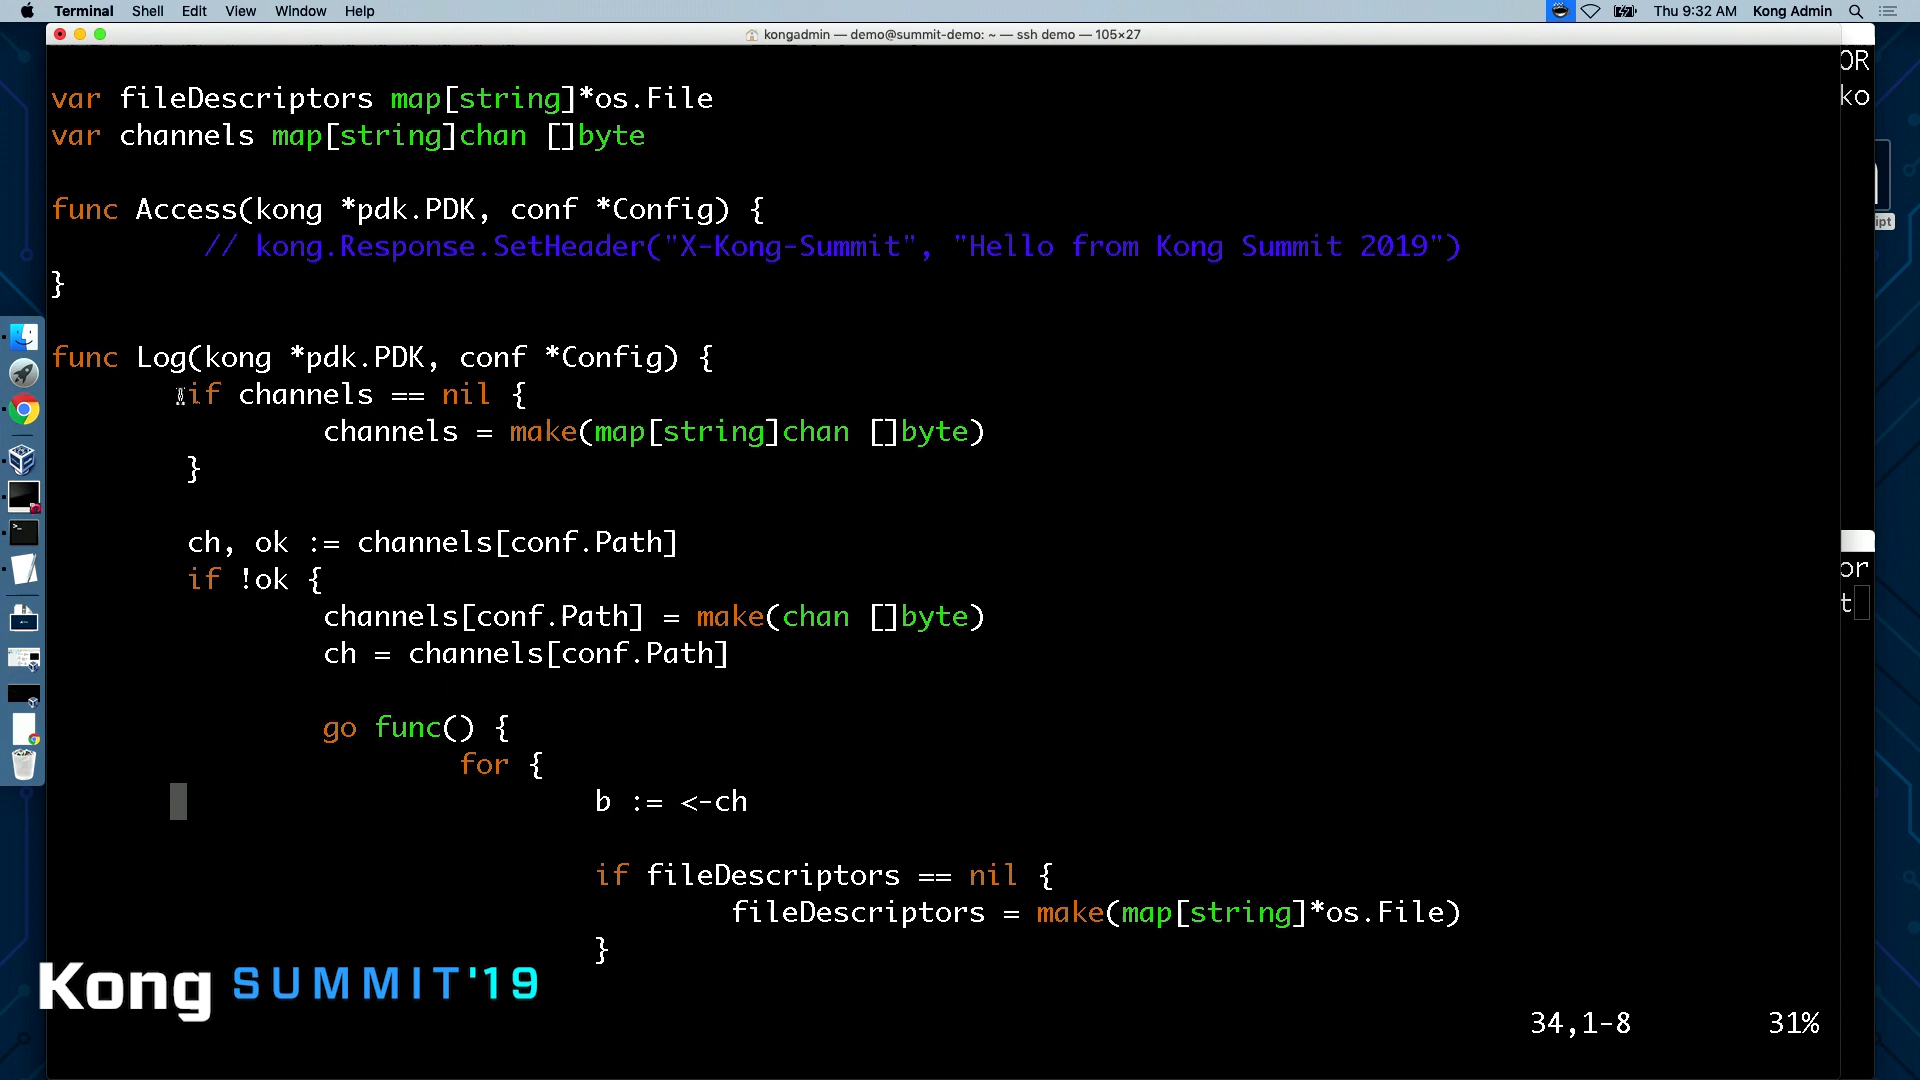 Terminal Shell Edit View Window Help Thu 9:32 AM Kong Admin
kongadmin — demo@summit-demo: ~ — ssh demo — 105×27
OR
ko
ipt
or
t
var fileDescriptors map[string]*os.File
var channels map[string]chan []byte
func Access(kong *pdk.PDK, conf *Config) {
// kong.Response.SetHeader("X-Kong-Summit", "Hello from Kong Summit 2019")
}
func Log(kong *pdk.PDK, conf *Config) {
if channels == nil {
channels = make(map[string]chan []byte)
}
ch, ok := channels[conf.Path]
if !ok {
channels[conf.Path] = make(chan []byte)
ch = channels[conf.Path]
go func() {
for {
b := <-ch
if fileDescriptors == nil {
fileDescriptors = make(map[string]*os.File)
}
Kong SUMMIT'19
34,1-8 31%